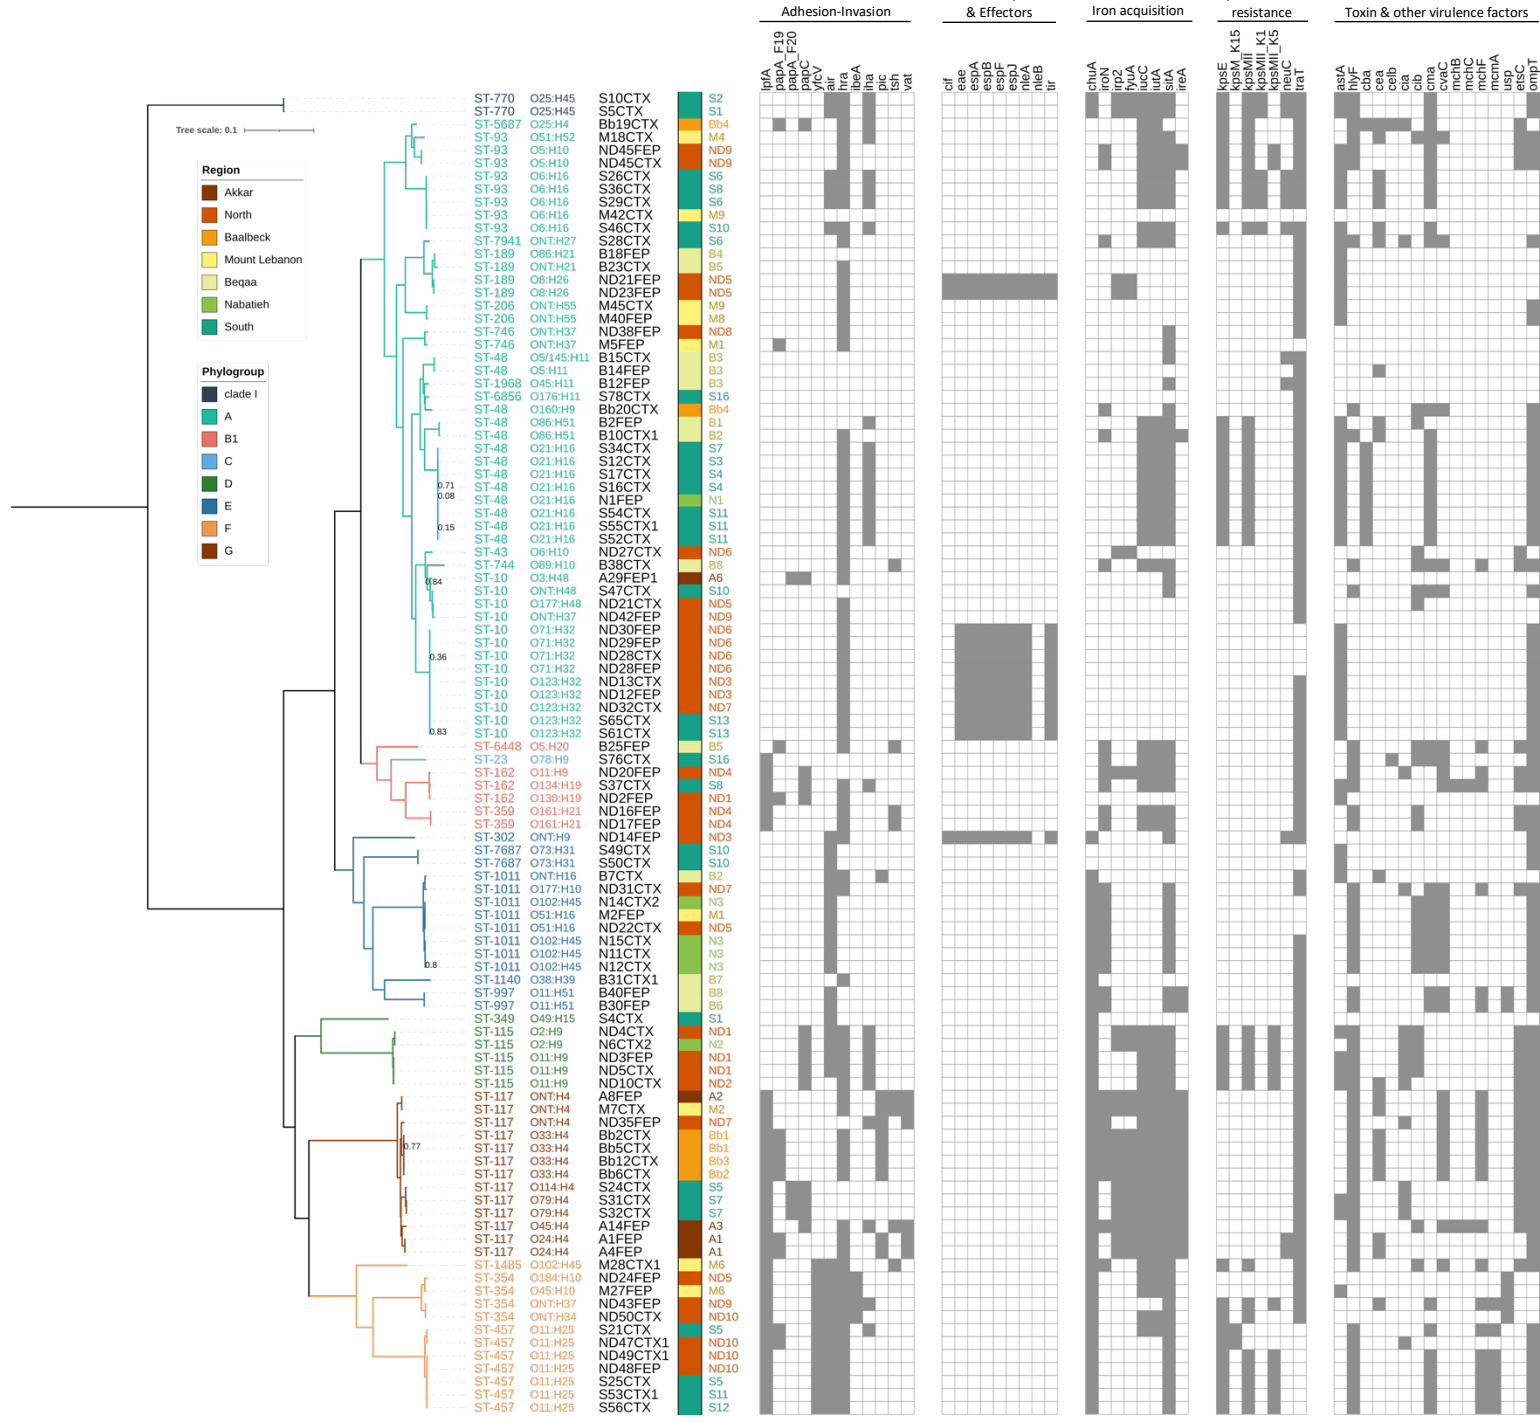 Adhesion-Invasion
& Effectors
Iron acquisition
resistance
Toxin & other virulence factors
lpfA
papA_F19
papA_F20
papC
yfcV
air
hra
ibeA
iha
pic
tsh
vat
cif
eae
espA
espB
espF
espJ
nleA
nleB
tir
chuA
iroN
irp2
fyuA
iucC
iutA
sitA
ireA
kpsE
kpsM_K15
kpsMII
kpsMII_K1
kpsMII_K5
neuC
traT
astA
hlyF
cba
cea
celb
cia
cib
cma
cvaC
mchB
mchC
mchF
mcmA
usp
etsC
ompT
Tree scale: 0.1
Region
Akkar
North
Baalbeck
Mount Lebanon
Beqaa
Nabatieh
South
Phylogroup
clade I
A
B1
C
D
E
F
G
ST-770 O25:H45 S10CTX S2
ST-770 O25:H45 S5CTX S1
ST-5687 O25:H4 Bb19CTX Bb4
ST-93 O51:H52 M18CTX M4
ST-93 O5:H10 ND45FEP ND9
ST-93 O5:H10 ND45CTX ND9
ST-93 O6:H16 S26CTX S6
ST-93 O6:H16 S36CTX S8
ST-93 O6:H16 S29CTX S6
ST-93 O6:H16 M42CTX M9
ST-93 O6:H16 S46CTX S10
ST-7941 ONT:H27 S28CTX S6
ST-189 O86:H21 B18FEP B4
ST-189 ONT:H21 B23CTX B5
ST-189 O8:H26 ND21FEP ND5
ST-189 O8:H26 ND23FEP ND5
ST-206 ONT:H55 M45CTX M9
ST-206 ONT:H55 M40FEP M8
ST-746 ONT:H37 ND38FEP ND8
ST-746 ONT:H37 M5FEP M1
ST-48 O5/145:H11 B15CTX B3
ST-48 O5:H11 B14FEP B3
ST-1968 O45:H11 B12FEP B3
ST-6856 O176:H11 S78CTX S16
ST-48 O160:H9 Bb20CTX Bb4
ST-48 O86:H51 B2FEP B1
ST-48 O86:H51 B10CTX1 B2
ST-48 O21:H16 S34CTX S7
ST-48 O21:H16 S12CTX S3
ST-48 O21:H16 S17CTX S4
0.71 ST-48 O21:H16 S16CTX S4
0.08 ST-48 O21:H16 N1FEP N1
ST-48 O21:H16 S54CTX S11
0.15 ST-48 O21:H16 S55CTX1 S11
ST-48 O21:H16 S52CTX S11
ST-43 O6:H10 ND27CTX ND6
ST-744 O89:H10 B38CTX B8
0.84 ST-10 O3:H48 A29FEP1 A6
ST-10 ONT:H48 S47CTX S10
ST-10 O177:H48 ND21CTX ND5
ST-10 ONT:H37 ND42FEP ND9
ST-10 O71:H32 ND30FEP ND6
ST-10 O71:H32 ND29FEP ND6
0.36 ST-10 O71:H32 ND28CTX ND6
ST-10 O71:H32 ND28FEP ND6
ST-10 O123:H32 ND13CTX ND3
ST-10 O123:H32 ND12FEP ND3
ST-10 O123:H32 ND32CTX ND7
ST-10 O123:H32 S65CTX S13
0.83 ST-10 O123:H32 S61CTX S13
ST-6448 O5:H20 B25FEP B5
ST-23 O78:H9 S76CTX S16
ST-162 O11:H9 ND20FEP ND4
ST-162 O134:H19 S37CTX S8
ST-162 O130:H19 ND2FEP ND1
ST-359 O161:H21 ND16FEP ND4
ST-359 O161:H21 ND17FEP ND4
ST-302 ONT:H9 ND14FEP ND3
ST-7687 O73:H31 S49CTX S10
ST-7687 O73:H31 S50CTX S10
ST-1011 ONT:H16 B7CTX B2
ST-1011 O177:H10 ND31CTX ND7
ST-1011 O102:H45 N14CTX2 N3
ST-1011 O51:H16 M2FEP M1
ST-1011 O51:H16 ND22CTX ND5
ST-1011 O102:H45 N15CTX N3
ST-1011 O102:H45 N11CTX N3
0.8 ST-1011 O102:H45 N12CTX N3
ST-1140 O38:H39 B31CTX1 B7
ST-997 O11:H51 B40FEP B8
ST-997 O11:H51 B30FEP B6
ST-349 O49:H15 S4CTX S1
ST-115 O2:H9 ND4CTX ND1
ST-115 O2:H9 N6CTX2 N2
ST-115 O11:H9 ND3FEP ND1
ST-115 O11:H9 ND5CTX ND1
ST-115 O11:H9 ND10CTX ND2
ST-117 ONT:H4 A8FEP A2
ST-117 ONT:H4 M7CTX M2
ST-117 ONT:H4 ND35FEP ND7
ST-117 O33:H4 Bb2CTX Bb1
0.77 ST-117 O33:H4 Bb5CTX Bb1
ST-117 O33:H4 Bb12CTX Bb3
ST-117 O33:H4 Bb6CTX Bb2
ST-117 O114:H4 S24CTX S5
ST-117 O79:H4 S31CTX S7
ST-117 O79:H4 S32CTX S7
ST-117 O45:H4 A14FEP A3
ST-117 O24:H4 A1FEP A1
ST-117 O24:H4 A4FEP A1
ST-1485 O102:H45 M28CTX1 M6
ST-354 O184:H10 ND24FEP ND5
ST-354 O45:H10 M27FEP M6
ST-354 ONT:H37 ND43FEP ND9
ST-354 ONT:H34 ND50CTX ND10
ST-457 O11:H25 S21CTX S5
ST-457 O11:H25 ND47CTX1 ND10
ST-457 O11:H25 ND49CTX1 ND10
ST-457 O11:H25 ND48FEP ND10
ST-457 O11:H25 S25CTX S5
ST-457 O11:H25 S53CTX1 S11
ST-457 O11:H25 S56CTX S12